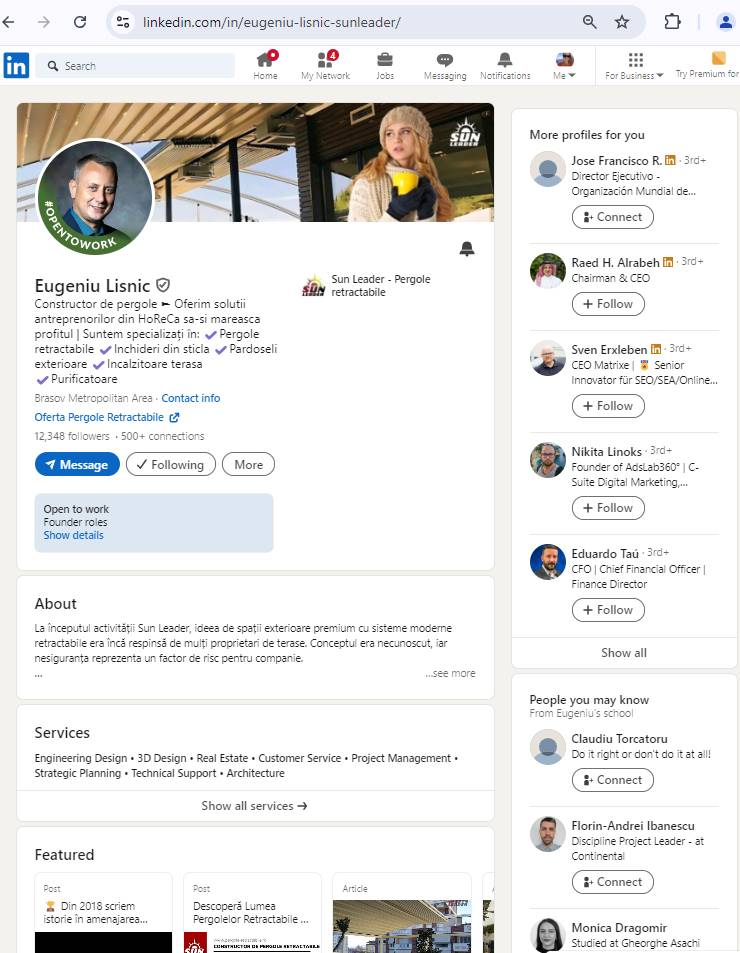 linkedin.com/in/eugeniu-lisnic-sunleader/
in
Search
Home
4
My Network
Jobs
Messaging
Notifications
Me
For Business
Try Premium for
SUN
LEADER
#OPENTOWORK
Eugeniu Lisnic
Constructor de pergole ► Oferim solutii
antreprenorilor din HoReCa sa-si mareasca
profitul | Suntem specializați în: ✔ Pergole
retractabile ✔ Inchideri din sticla ✔ Pardoseli
exterioare ✔ Incalzitoare terasa
✔ Purificatoare
SUN
Sun Leader - Pergole
retractabile
Brasov Metropolitan Area · Contact info
Oferta Pergole Retractabile
12,348 followers · 500+ connections
Message
Following
More
Open to work
Founder roles
Show details
About
La începutul activității Sun Leader, ideea de spații exterioare premium cu sisteme moderne
retractabile era încă respinsă de mulți proprietari de terase. Conceptul era necunoscut, iar
nesiguranța reprezenta un factor de risc pentru companie.
...
...see more
Services
Engineering Design • 3D Design • Real Estate • Customer Service • Project Management •
Strategic Planning • Technical Support • Architecture
Show all services →
Featured
Post
🏆 Din 2018 scriem
istorie în amenajarea...
Post
Descoperă Lumea
Pergolelor Retractabile ...
SUN
CONSTRUCTOR DE PERGOLE RETRACTABILE
Article
More profiles for you
Jose Francisco R. in · 3rd+
Director Ejecutivo -
Organización Mundial de...
Connect
Raed H. Alrabeh in · 3rd+
Chairman & CEO
+ Follow
Sven Erxleben in · 3rd+
CEO Matrixe | 🏅 Senior
Innovator für SEO/SEA/Online...
+ Follow
Nikita Linoks · 3rd+
Founder of AdsLab360° | C-
Suite Digital Marketing,...
+ Follow
Eduardo Taú · 3rd+
CFO | Chief Financial Officer |
Finance Director
+ Follow
Show all
People you may know
From Eugeniu's school
Claudiu Torcatoru
Do it right or don't do it at all!
Connect
Florin-Andrei Ibanescu
Discipline Project Leader - at
Continental
Connect
Monica Dragomir
Studied at Gheorghe Asachi